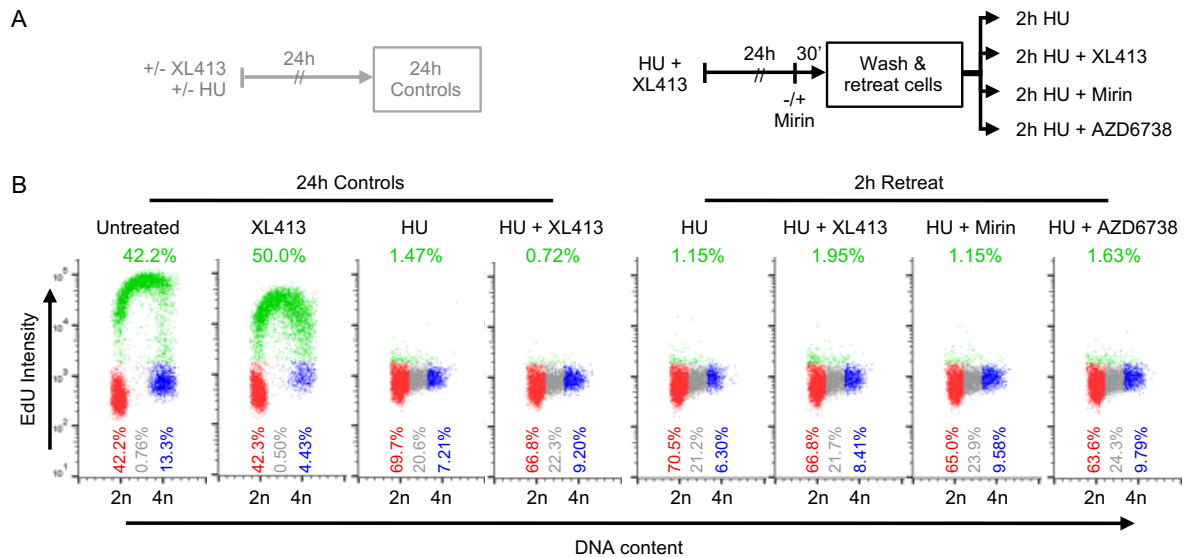 A
+/- XL413
+/- HU
24h
24h
Controls
HU +
XL413
24h
30'
-/+
Mirin
Wash &
retreat cells
2h HU
2h HU + XL413
2h HU + Mirin
2h HU + AZD6738
B
24h Controls
2h Retreat
Untreated
XL413
HU
HU + XL413
HU
HU + XL413
HU + Mirin
HU + AZD6738
42.2%
50.0%
1.47%
0.72%
1.15%
1.95%
1.15%
1.63%
EdU Intensity
10⁵
10⁴
10³
10²
10¹
42.2%
0.76%
13.3%
42.3%
0.50%
4.43%
69.7%
20.6%
7.21%
66.8%
22.3%
9.20%
70.5%
21.2%
6.30%
66.8%
21.7%
8.41%
65.0%
23.9%
9.58%
63.6%
24.3%
9.79%
2n 4n
2n 4n
2n 4n
2n 4n
2n 4n
2n 4n
2n 4n
2n 4n
DNA content